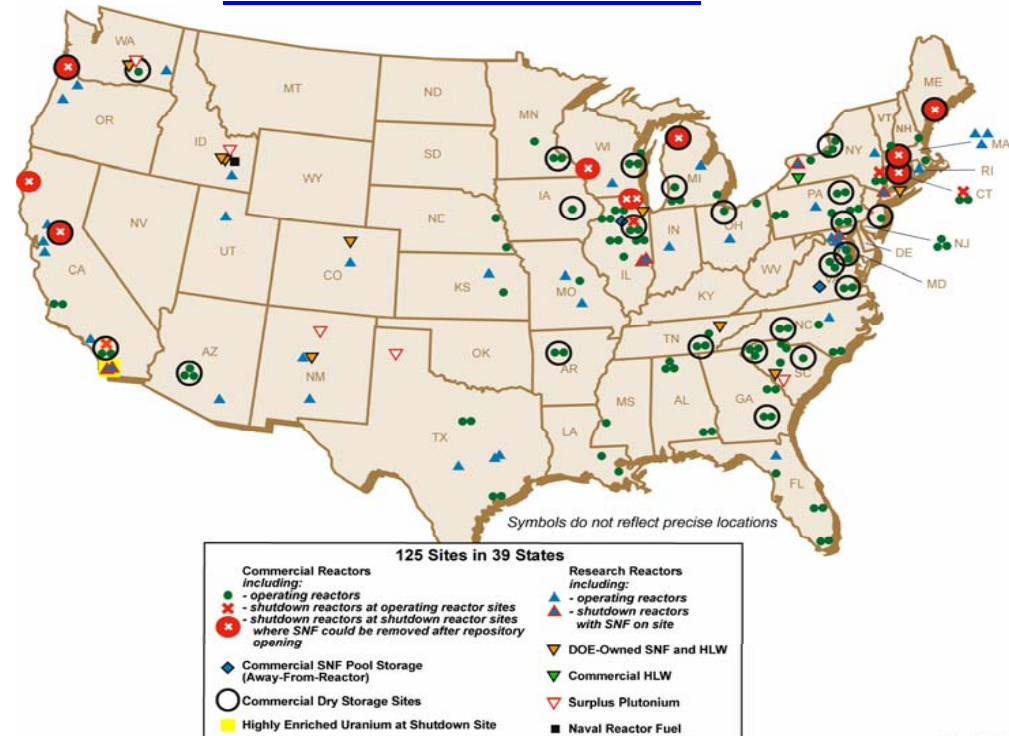 WA
MT
ND
MN
ME
VT
NH
OR
ID
SD
WI
NY
MA
WY
MI
RI
IA
PA
CT
NV
NE
OH
NJ
UT
IN
DE
CO
IL
WV
MD
CA
KS
MO
KY
AZ
NM
OK
TN
NC
AR
SC
MS
AL
GA
TX
LA
FL
Symbols do not reflect precise locations
125 Sites in 39 States
Commercial Reactors
including:
- operating reactors
- shutdown reactors at operating reactor sites
- shutdown reactors at shutdown reactor sites
where SNF could be removed after repository
opening
Commercial SNF Pool Storage
(Away-From-Reactor)
Commercial Dry Storage Sites
Highly Enriched Uranium at Shutdown Site
Research Reactors
including:
- operating reactors
- shutdown reactors
with SNF on site
DOE-Owned SNF and HLW
Commercial HLW
Surplus Plutonium
Naval Reactor Fuel